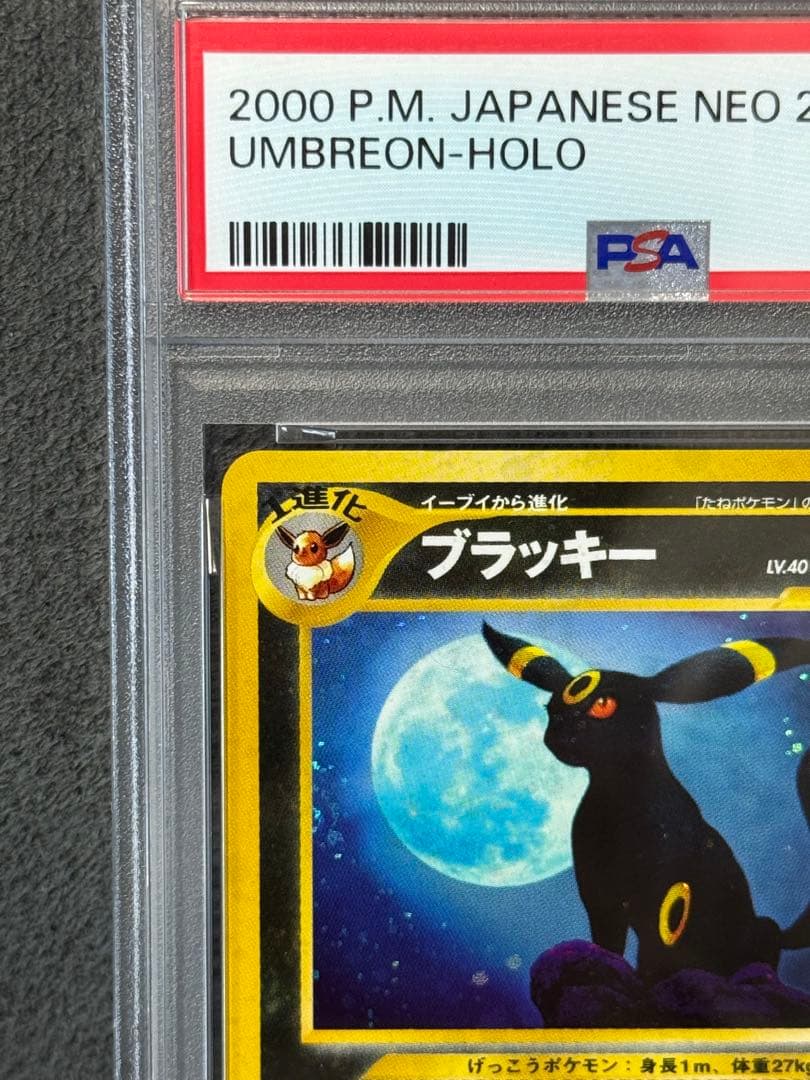 2000 P.M. JAPANESE NEO 2
UMBREON-HOLO
PSA
1進化
イーブイから進化
「たねポケモン」の
ブラッキー
LV.40
げっこうポケモン：身長1m、体重27k